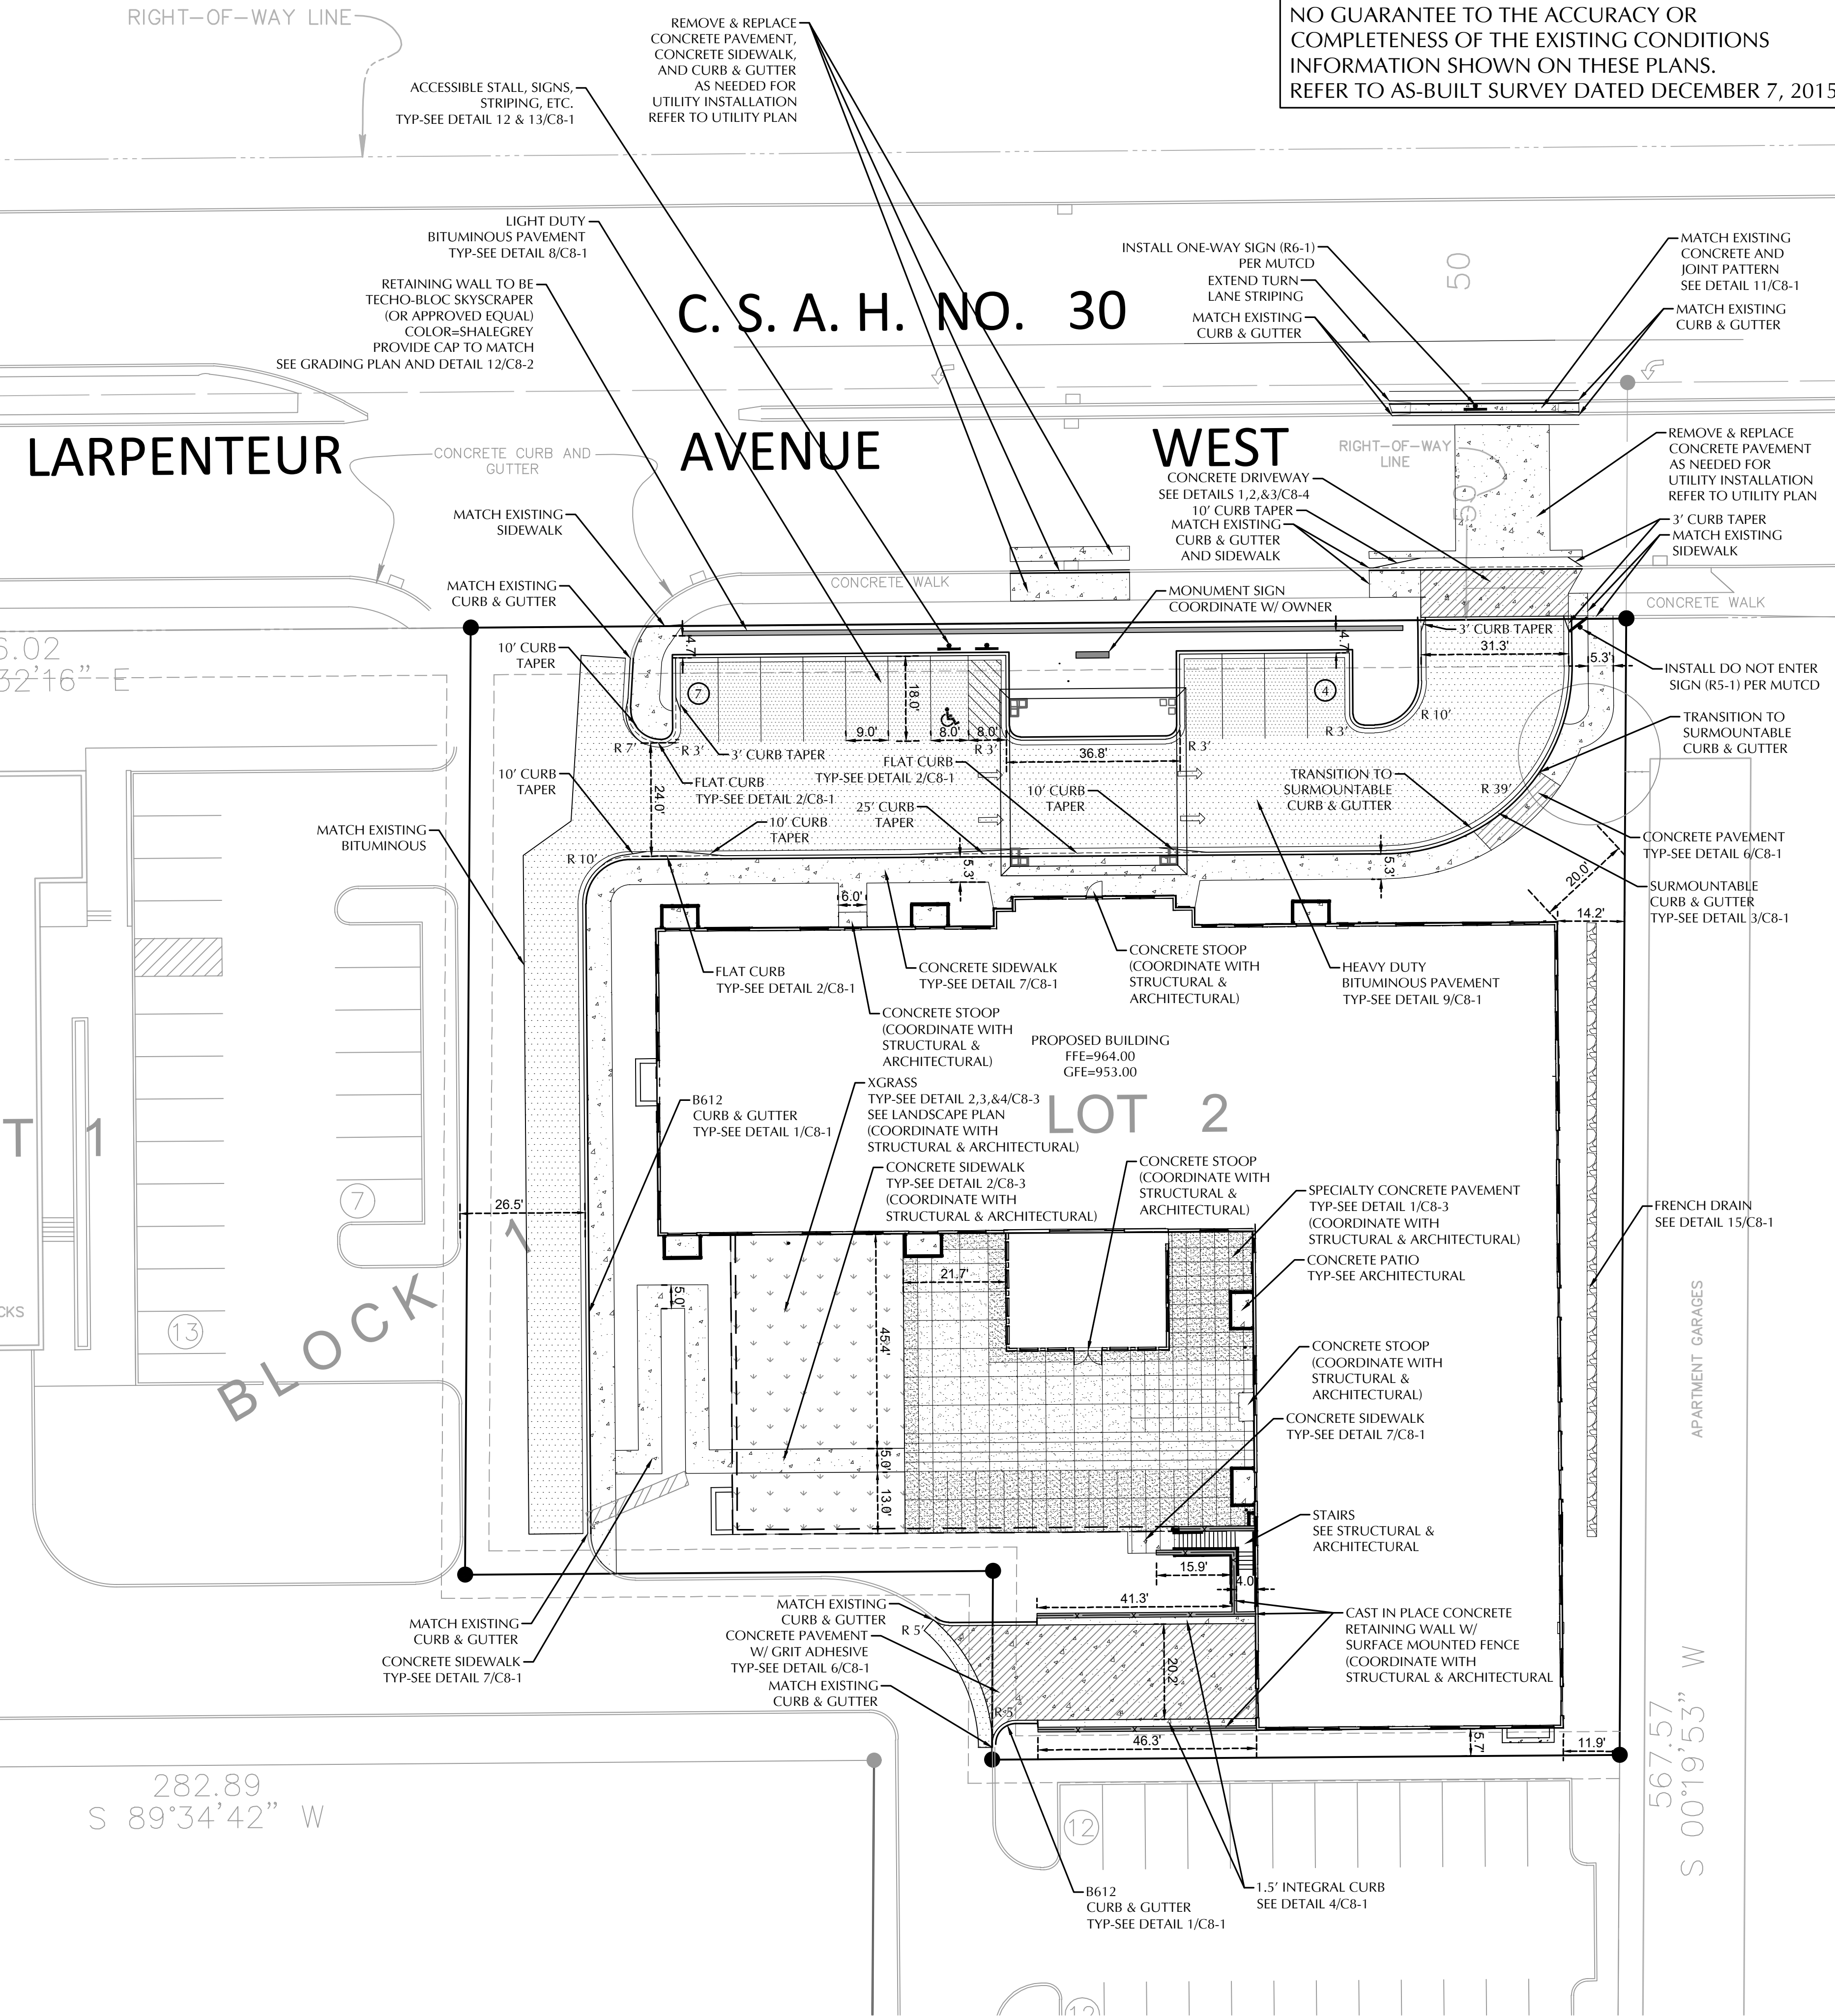 RIGHT-OF-WAY LINE
REMOVE & REPLACE
CONCRETE PAVEMENT,
CONCRETE SIDEWALK,
AND CURB & GUTTER
AS NEEDED FOR
UTILITY INSTALLATION
REFER TO UTILITY PLAN
NO GUARANTEE TO THE ACCURACY OR
COMPLETENESS OF THE EXISTING CONDITIONS
INFORMATION SHOWN ON THESE PLANS.
REFER TO AS-BUILT SURVEY DATED DECEMBER 7, 2015
ACCESSIBLE STALL, SIGNS,
STRIPING, ETC.
TYP-SEE DETAIL 12 & 13/C8-1
LIGHT DUTY
BITUMINOUS PAVEMENT
TYP-SEE DETAIL 8/C8-1
RETAINING WALL TO BE
TECHO-BLOC SKYSCRAPER
(OR APPROVED EQUAL)
COLOR=SHALEGREY
PROVIDE CAP TO MATCH
SEE GRADING PLAN AND DETAIL 12/C8-2
C. S. A. H. NO. 30
INSTALL ONE-WAY SIGN (R6-1)
PER MUTCD
EXTEND TURN
LANE STRIPING
MATCH EXISTING
CURB & GUTTER
50
MATCH EXISTING
CONCRETE AND
JOINT PATTERN
SEE DETAIL 11/C8-1
MATCH EXISTING
CURB & GUTTER
LARPENTEUR AVENUE WEST
CONCRETE CURB AND
GUTTER
RIGHT-OF-WAY
LINE
50
REMOVE & REPLACE
CONCRETE PAVEMENT
AS NEEDED FOR
UTILITY INSTALLATION
REFER TO UTILITY PLAN
CONCRETE DRIVEWAY
SEE DETAILS 1,2,&3/C8-4
10' CURB TAPER
MATCH EXISTING
CURB & GUTTER
AND SIDEWALK
3' CURB TAPER
MATCH EXISTING
SIDEWALK
MATCH EXISTING
SIDEWALK
MATCH EXISTING
CURB & GUTTER
CONCRETE WALK
MONUMENT SIGN
COORDINATE W/ OWNER
CONCRETE WALK
6.02
32'16" E
10' CURB
TAPER
4.7'
4.7'
3' CURB TAPER
31.3'
5.3'
INSTALL DO NOT ENTER
SIGN (R5-1) PER MUTCD
7
18.0'
4
R 10'
9.0'
8.0'
8.0'
R 7'
R 3'
3' CURB TAPER
R 3'
36.8'
R 3'
R 3'
TRANSITION TO
SURMOUNTABLE
CURB & GUTTER
FLAT CURB
TYP-SEE DETAIL 2/C8-1
FLAT CURB
TYP-SEE DETAIL 2/C8-1
10' CURB
TAPER
24.0'
10' CURB
TAPER
25' CURB
TAPER
10' CURB
TAPER
TRANSITION TO
SURMOUNTABLE
CURB & GUTTER
R 39'
MATCH EXISTING
BITUMINOUS
R 10'
5.3'
5.3'
20.0'
CONCRETE PAVEMENT
TYP-SEE DETAIL 6/C8-1
SURMOUNTABLE
CURB & GUTTER
TYP-SEE DETAIL 3/C8-1
6.0'
14.2'
FLAT CURB
TYP-SEE DETAIL 2/C8-1
CONCRETE SIDEWALK
TYP-SEE DETAIL 7/C8-1
CONCRETE STOOP
(COORDINATE WITH
STRUCTURAL &
ARCHITECTURAL)
HEAVY DUTY
BITUMINOUS PAVEMENT
TYP-SEE DETAIL 9/C8-1
CONCRETE STOOP
(COORDINATE WITH
STRUCTURAL &
ARCHITECTURAL)
PROPOSED BUILDING
FFE=964.00
GFE=953.00
XGRASS
TYP-SEE DETAIL 2,3,&4/C8-3
SEE LANDSCAPE PLAN
(COORDINATE WITH
STRUCTURAL & ARCHITECTURAL)
B612
CURB & GUTTER
TYP-SEE DETAIL 1/C8-1
LOT 2
T 1
CONCRETE SIDEWALK
TYP-SEE DETAIL 2/C8-3
(COORDINATE WITH
STRUCTURAL & ARCHITECTURAL)
CONCRETE STOOP
(COORDINATE WITH
STRUCTURAL &
ARCHITECTURAL)
SPECIALTY CONCRETE PAVEMENT
TYP-SEE DETAIL 1/C8-3
(COORDINATE WITH
STRUCTURAL & ARCHITECTURAL)
7
26.5'
FRENCH DRAIN
SEE DETAIL 15/C8-1
CONCRETE PATIO
TYP-SEE ARCHITECTURAL
21.7'
5.0'
45.4'
CKS
13
BLOCK 1
APARTMENT GARAGES
CONCRETE STOOP
(COORDINATE WITH
STRUCTURAL &
ARCHITECTURAL)
CONCRETE SIDEWALK
TYP-SEE DETAIL 7/C8-1
5.0'
13.0'
STAIRS
SEE STRUCTURAL &
ARCHITECTURAL
15.9'
4.0'
41.3'
MATCH EXISTING
CURB & GUTTER
CONCRETE SIDEWALK
TYP-SEE DETAIL 7/C8-1
MATCH EXISTING
CURB & GUTTER
R 5'
CONCRETE PAVEMENT
W/ GRIT ADHESIVE
TYP-SEE DETAIL 6/C8-1
MATCH EXISTING
CURB & GUTTER
20.2'
CAST IN PLACE CONCRETE
RETAINING WALL W/
SURFACE MOUNTED FENCE
(COORDINATE WITH
STRUCTURAL & ARCHITECTURAL
R 5'
46.3'
5.7'
11.9'
567.57
S 00°19'53" W
282.89
S 89°34'42" W
12
B612
CURB & GUTTER
TYP-SEE DETAIL 1/C8-1
1.5' INTEGRAL CURB
SEE DETAIL 4/C8-1
12